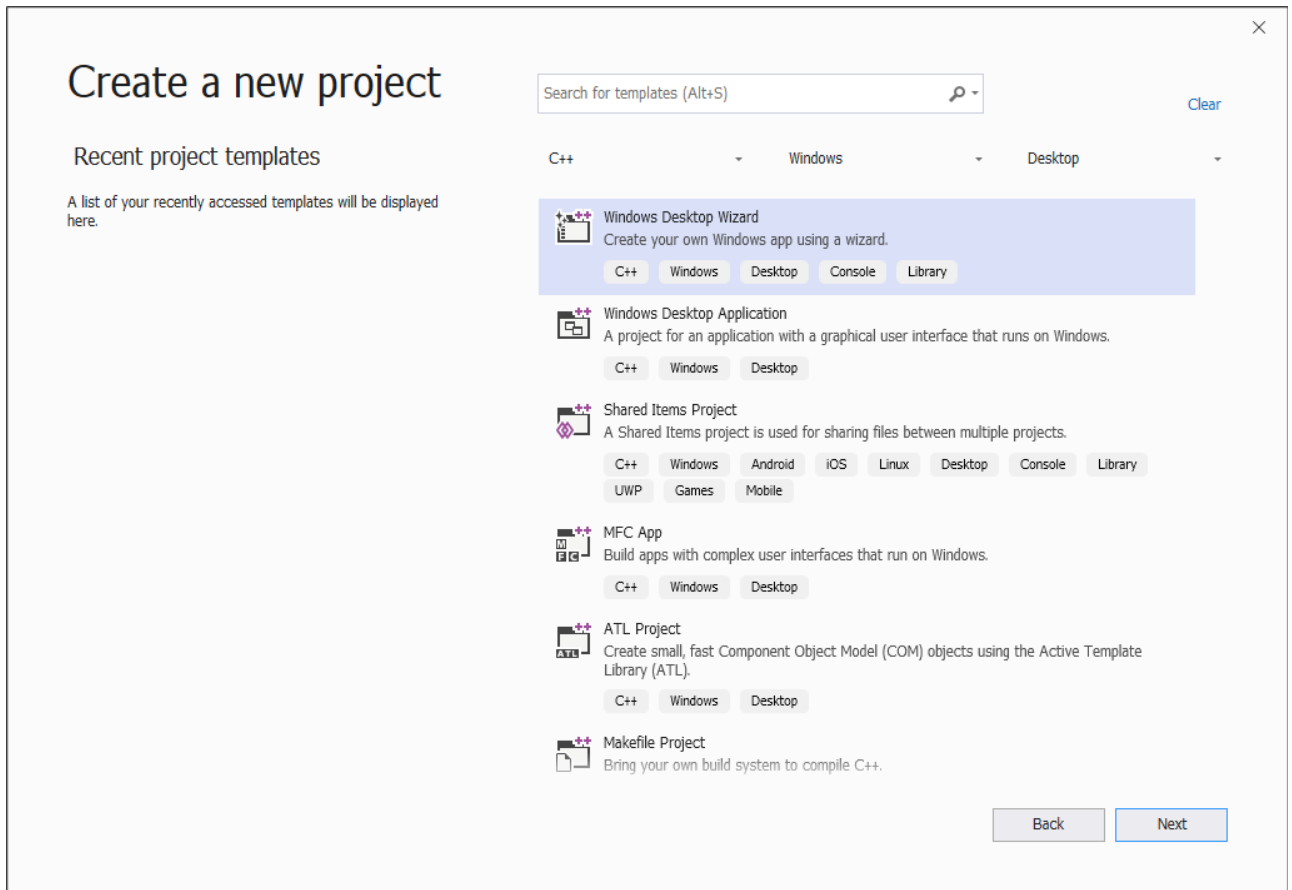 Create a new project
Search for templates (Alt+S)
Clear
Recent project templates
C++ Windows Desktop
A list of your recently accessed templates will be displayed
here.
Windows Desktop Wizard
Create your own Windows app using a wizard.
C++ Windows Desktop Console Library
Windows Desktop Application
A project for an application with a graphical user interface that runs on Windows.
C++ Windows Desktop
Shared Items Project
A Shared Items project is used for sharing files between multiple projects.
C++ Windows Android iOS Linux Desktop Console Library
UWP Games Mobile
MFC
MFC App
Build apps with complex user interfaces that run on Windows.
C++ Windows Desktop
ATL
ATL Project
Create small, fast Component Object Model (COM) objects using the Active Template
Library (ATL).
C++ Windows Desktop
Makefile Project
Bring your own build system to compile C++.
Back Next